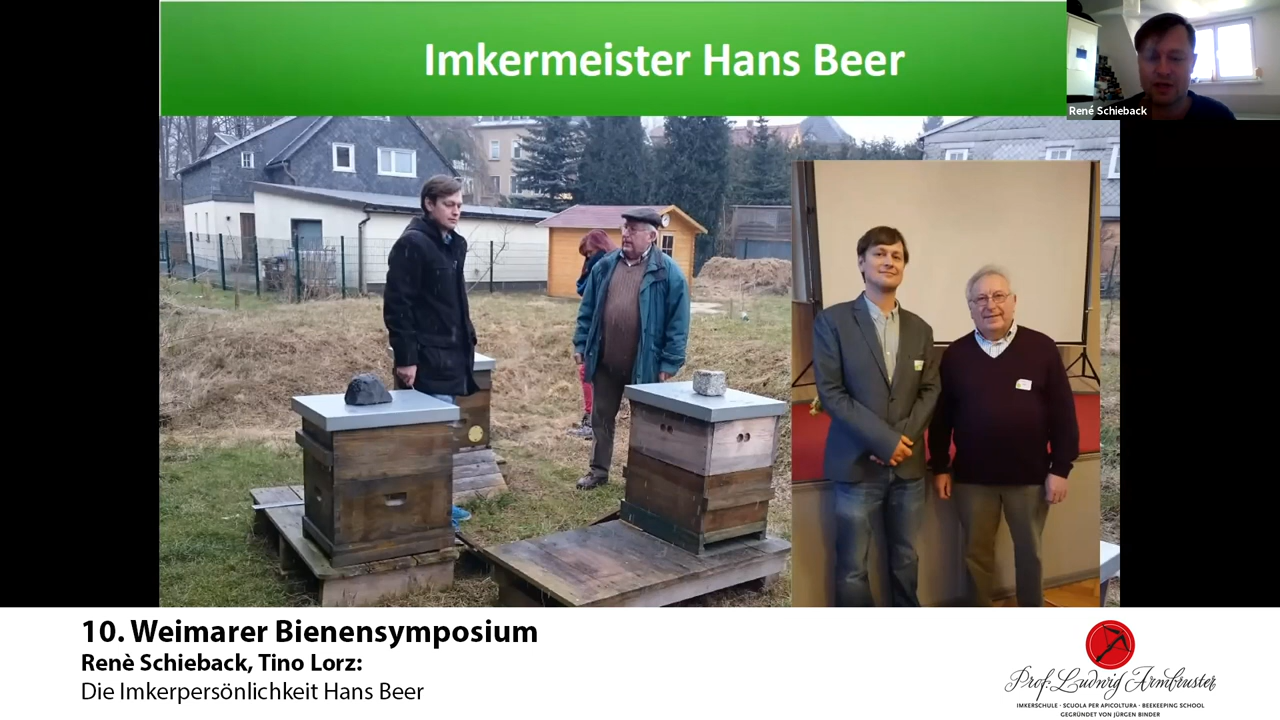 Imkermeister Hans Beer
René Schieback
10. Weimarer Bienensymposium
Renè Schieback, Tino Lorz:
Die Imkerpersönlichkeit Hans Beer
Prof. Ludwig Armbruster
IMKERSCHULE · SCUOLA PER APICOLTURA · BEEKEEPING SCHOOL
GEGRÜNDET VON JÜRGEN BINDER